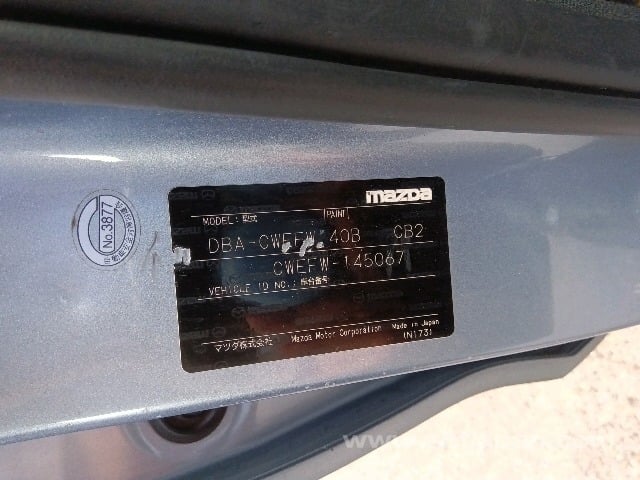 mazda
MODEL: 型式 PAINT
DBA-CWEFW 40B CB2
CWEFW-145067
VEHICLE ID NO.: 車台番号
マツダ株式会社 Mazda Motor Corporation Made in Japan
(N173)
No.3877